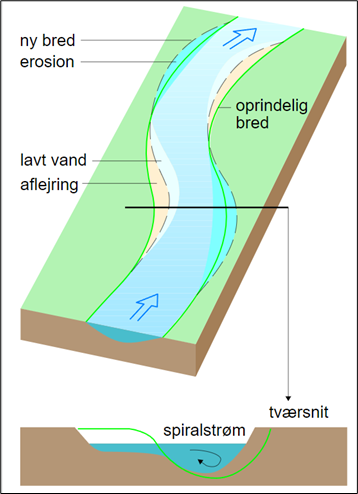 ny bred
erosion
oprindelig
bred
lavt vand
aflejring
tværsnit
spiralstrøm